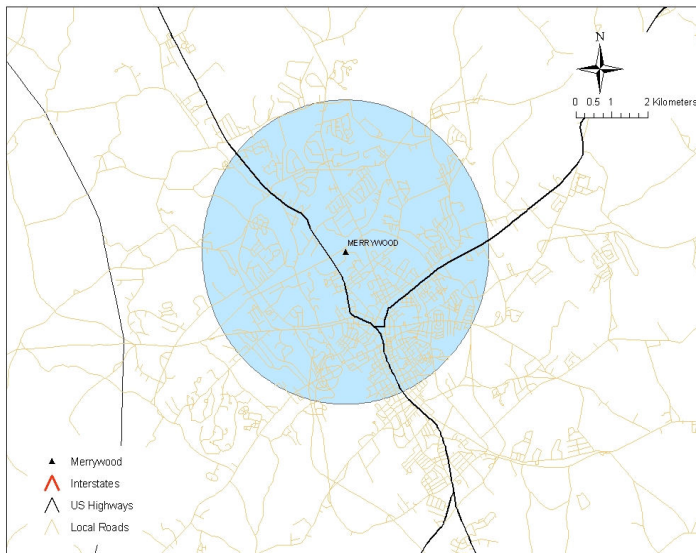 N
0 0.5 1 2 Kilometers
MERRYWOOD
Merrywood
Interstates
US Highways
Local Roads